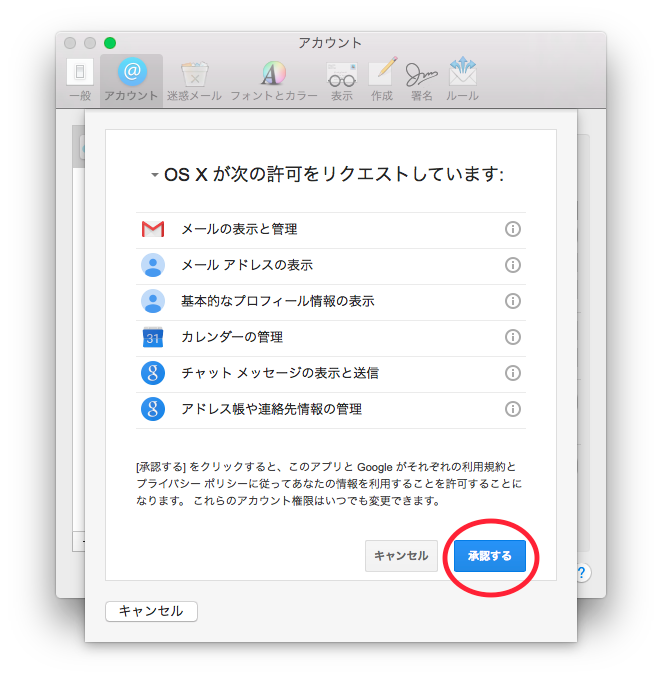 アカウント
一般 アカウント 迷惑メール フォントとカラー 表示 作成 署名 ルール
OS X が次の許可をリクエストしています:
メールの表示と管理
メール アドレスの表示
基本的なプロフィール情報の表示
31 カレンダーの管理
チャット メッセージの表示と送信
アドレス帳や連絡先情報の管理
[承認する] をクリックすると、このアプリと Google がそれぞれの利用規約と
プライバシー ポリシーに従ってあなたの情報を利用することを許可することに
なります。 これらのアカウント権限はいつでも変更できます。
キャンセル 承認する
?
キャンセル